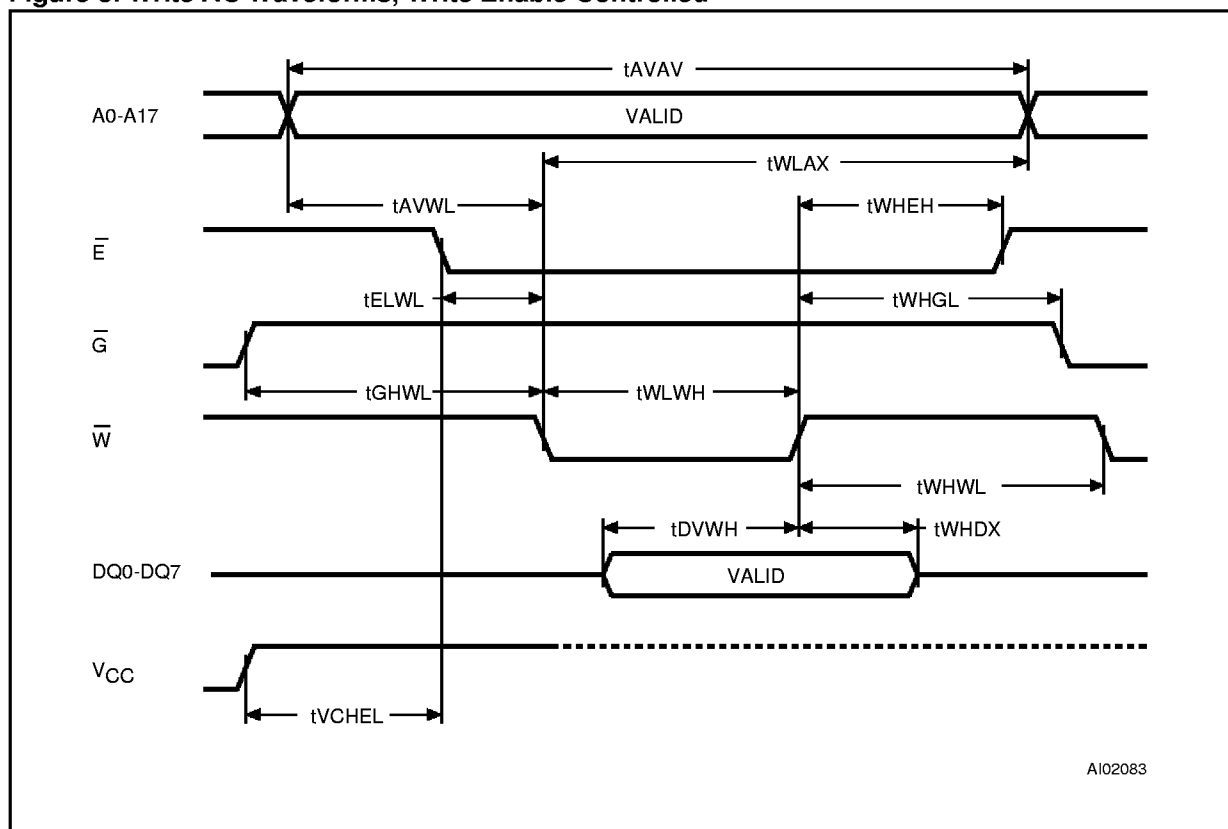 tAVAV
A0-A17
VALID
tWLAX
tAVWL
tWHEH
E̅
tELWL
tWHGL
G̅
tGHWL
tWLWH
W̅
tWHWL
tDVWH
tWHDX
DQ0-DQ7
VALID
VCC
tVCHEL
AI02083